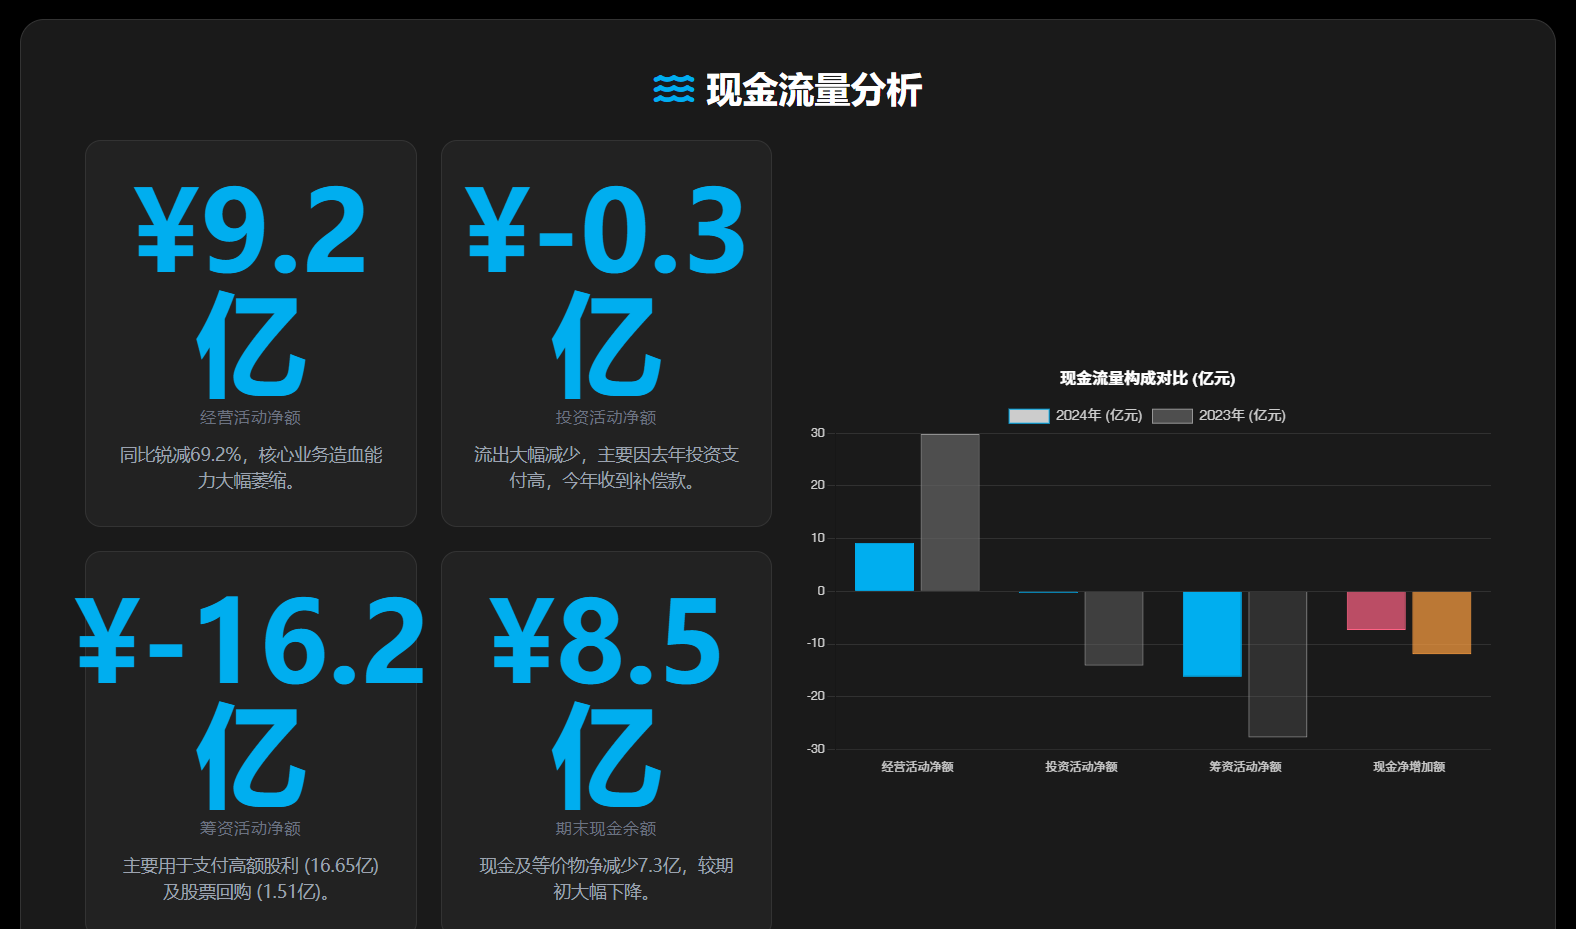 现金流量分析
¥9.2
亿
经营活动净额
同比锐减69.2%，核心业务造血能
力大幅萎缩。
¥-0.3
亿
投资活动净额
流出大幅减少，主要因去年投资支
付高，今年收到补偿款。
¥-16.2
亿
筹资活动净额
主要用于支付高额股利 (16.65亿)
及股票回购 (1.51亿)。
¥8.5
亿
期末现金余额
现金及等价物净减少7.3亿，较期
初大幅下降。
现金流量构成对比 (亿元)
2024年 (亿元) 2023年 (亿元)
30
20
10
0
-10
-20
-30
经营活动净额 投资活动净额 筹资活动净额 现金净增加额